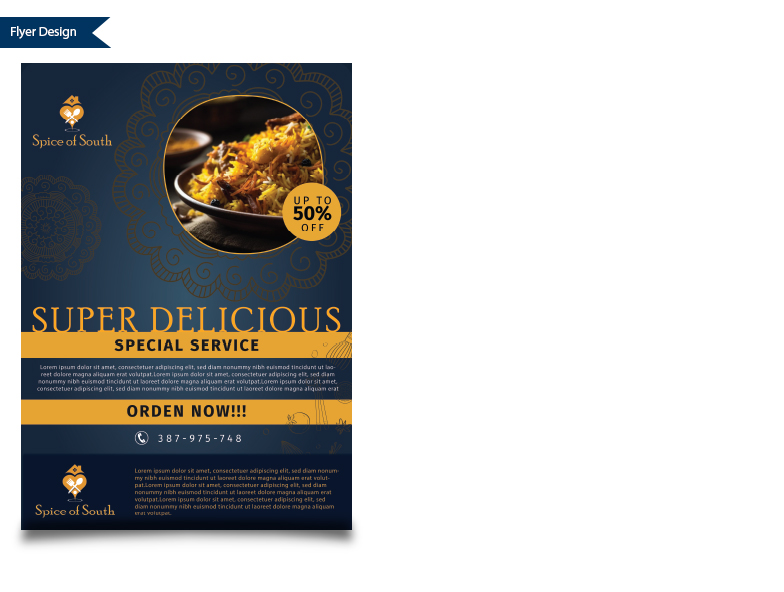 Flyer Design
Spice of South
UP TO
50%
OFF
SUPER DELICIOUS
SPECIAL SERVICE
Lorem ipsum dolor sit amet, consectetuer adipiscing elit, sed diam nonummy nibh euismod tincidunt ut lao-
reet dolore magna aliquam erat volutpat.Lorem ipsum dolor sit amet, consectetuer adipiscing elit, sed diam
nonummy nibh euismod tincidunt ut laoreet dolore magna aliquam erat volutpat.Lorem ipsum dolor sit amet,
consectetuer adipiscing elit, sed diam nonummy nibh euismod tincidunt ut laoreet dolore magna aliquam erat
ORDEN NOW!!!
387-975-748
Spice of South
Lorem ipsum dolor sit amet, consectetuer adipiscing elit, sed diam nonum-
my nibh euismod tincidunt ut laoreet dolore magna aliquam erat volut-
pat.Lorem ipsum dolor sit amet, consectetuer adipiscing elit, sed diam
nonummy nibh euismod tincidunt ut laoreet dolore magna aliquam erat
volutpat.Lorem ipsum dolor sit amet, consectetuer adipiscing elit, sed
diam nonummy nibh euismod tincidunt ut laoreet dolore magna aliquam
erat volutpat.